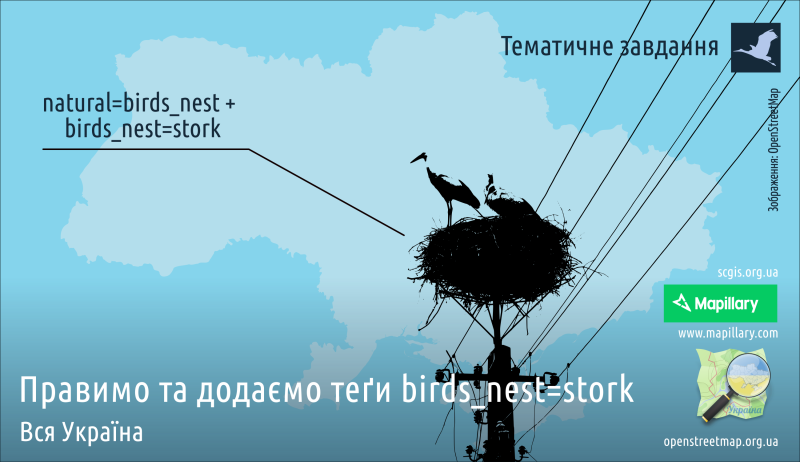 Тематичне завдання
natural=birds_nest +
birds_nest=stork
Зображення: OpenStreetMap
scgis.org.ua
Mapillary
www.mapillary.com
Правимо та додаємо теґи birds_nest=stork
Вся Україна
Україна
openstreetmap.org.ua